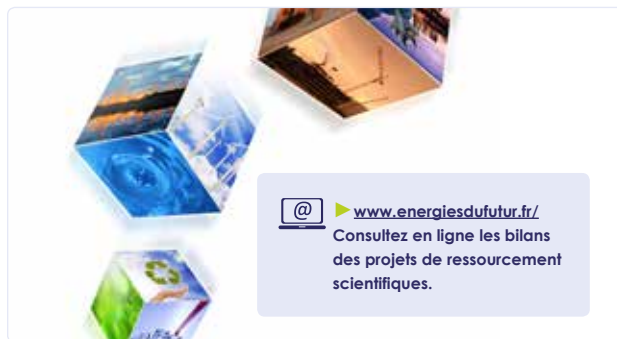 @
www.energiesdufutur.fr/
Consultez en ligne les bilans
des projets de ressourcement
scientifiques.